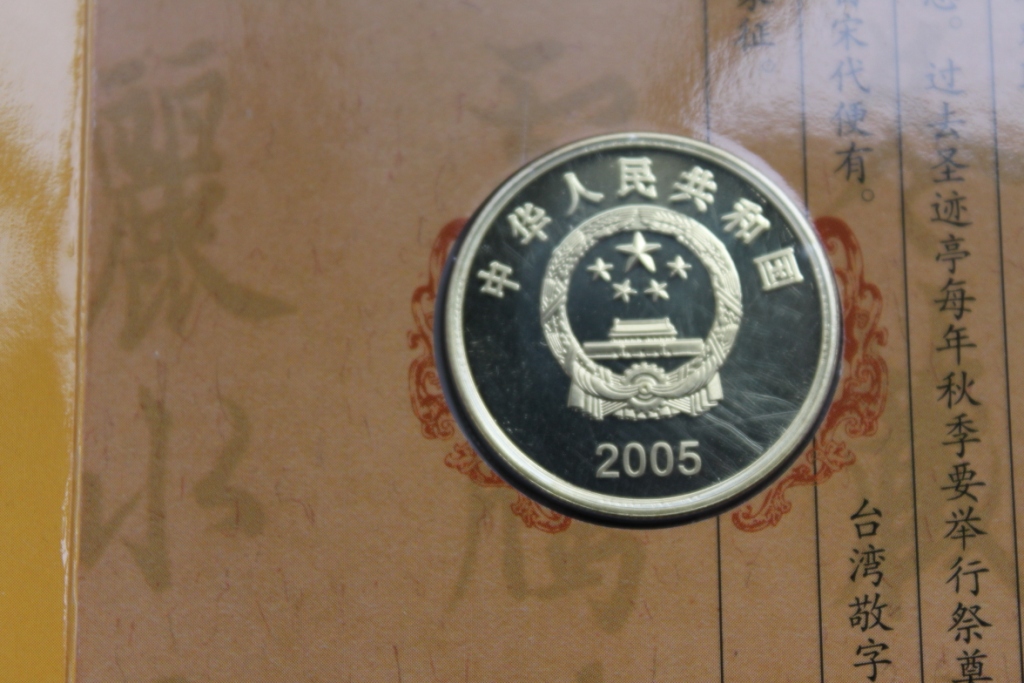 中华人民共和国
2005
过去圣迹亭每年秋季要举行祭奠
宋代便有。
征。
台湾敬字